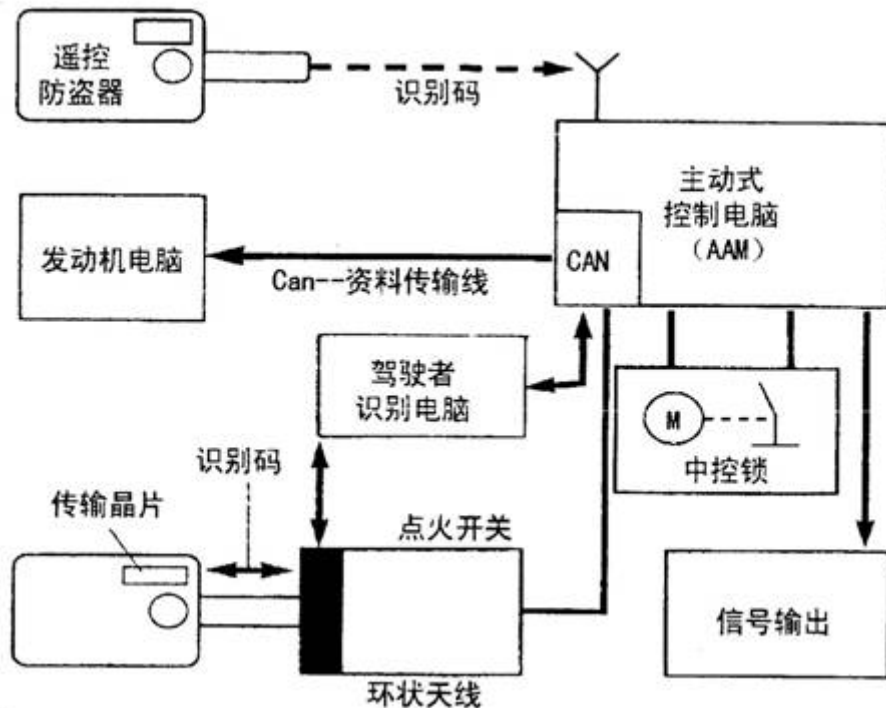 遥控
防盗器
识别码
主动式
控制电脑
（AAM）
发动机电脑
CAN
Can--资料传输线
驾驶者
识别电脑
M
中控锁
识别码
传输晶片
点火开关
信号输出
环状天线